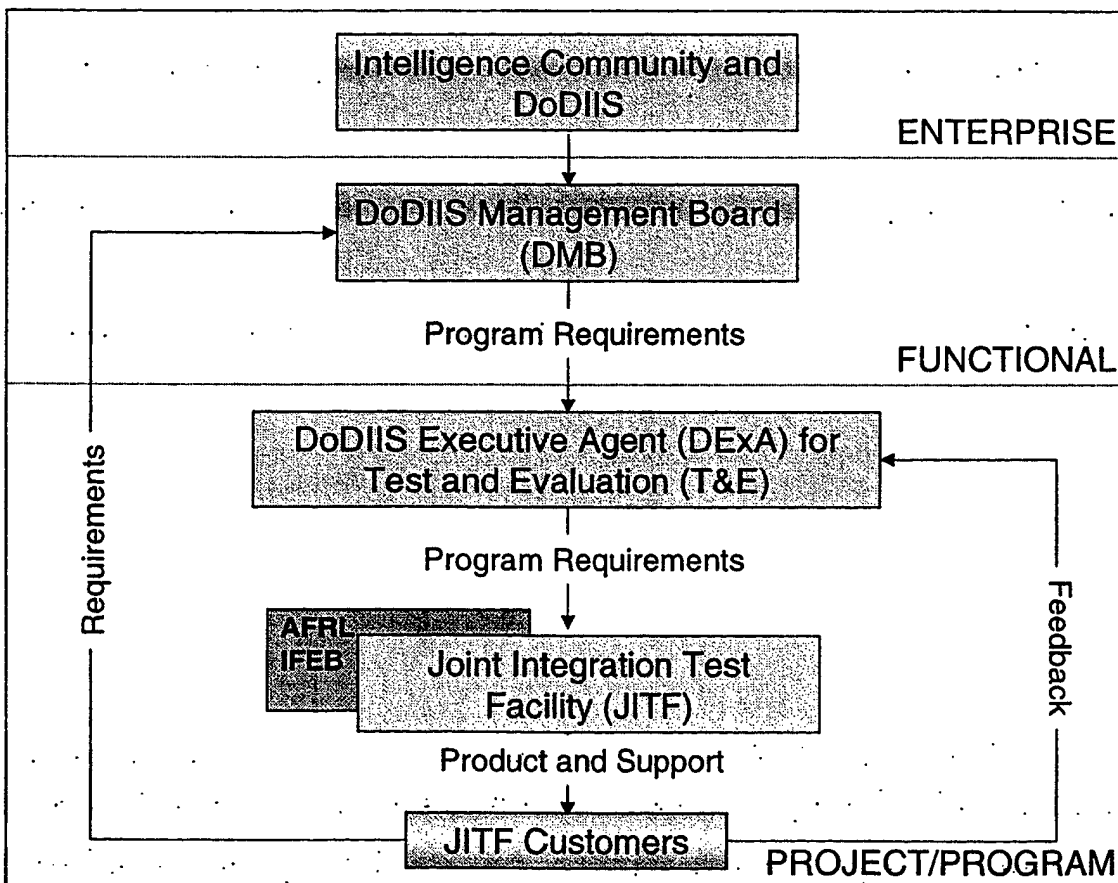 Intelligence Community and
DoDIIS
ENTERPRISE
DoDIIS Management Board
(DMB)
Program Requirements
FUNCTIONAL
DoDIIS Executive Agent (DExA) for
Test and Evaluation (T&E)
Program Requirements
Requirements
Feedback
AFRL
IFEB
Joint Integration Test
Facility (JITF)
Product and Support
JITF Customers
PROJECT/PROGRAM